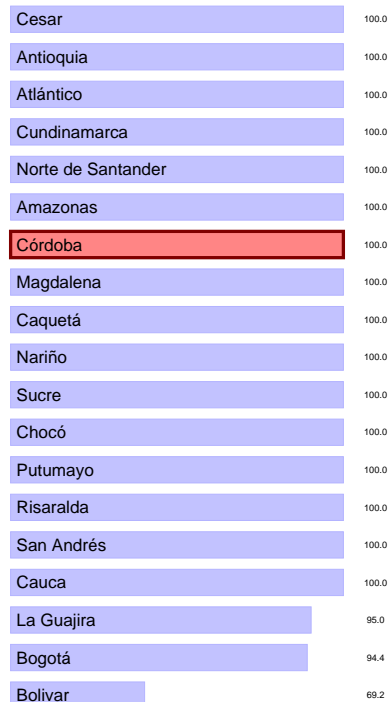 Cesar 100.0
Antioquia 100.0
Atlántico 100.0
Cundinamarca 100.0
Norte de Santander 100.0
Amazonas 100.0
Córdoba 100.0
Magdalena 100.0
Caquetá 100.0
Nariño 100.0
Sucre 100.0
Chocó 100.0
Putumayo 100.0
Risaralda 100.0
San Andrés 100.0
Cauca 100.0
La Guajira 95.0
Bogotá 94.4
Bolivar 69.2